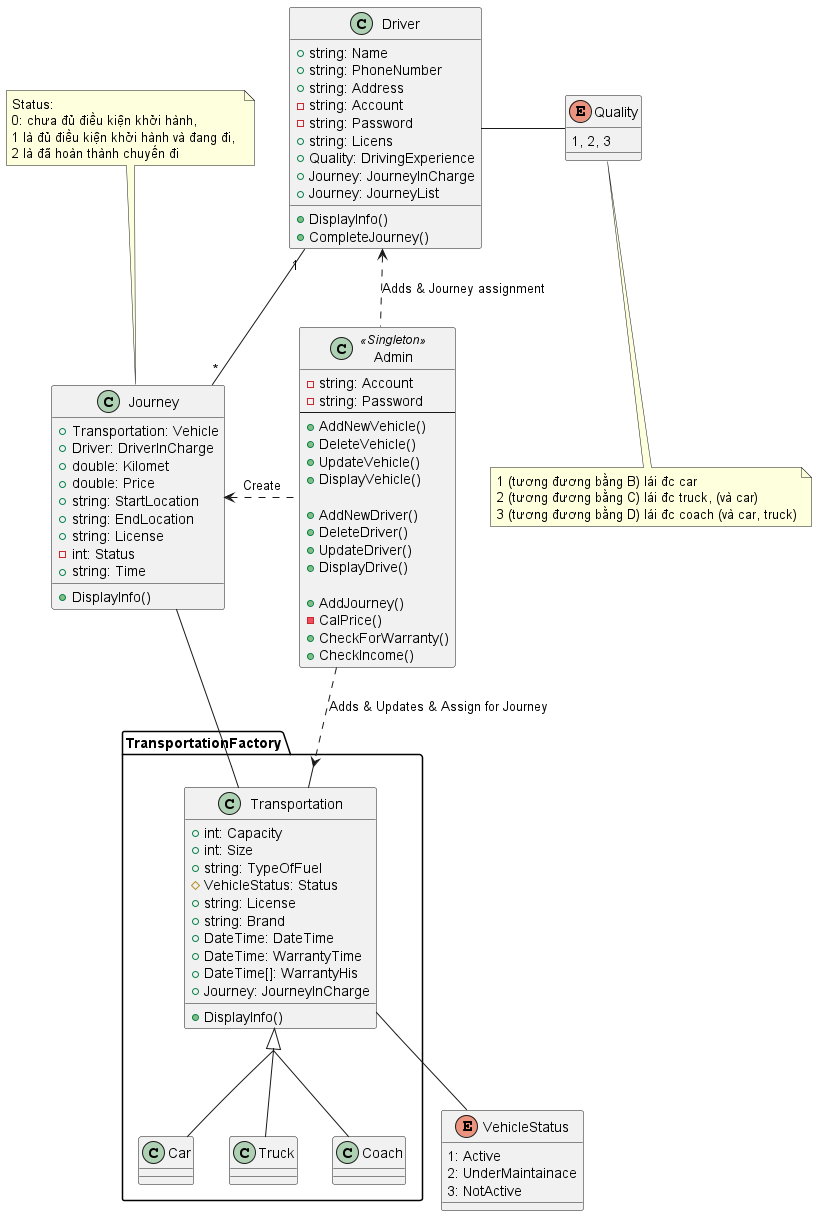 Driver
string: Name
string: PhoneNumber
string: Address
string: Account
string: Password
string: Licens
Quality: DrivingExperience
Journey: JourneyInCharge
Journey: JourneyList
DisplayInfo()
CompleteJourney()
Quality
1, 2, 3
Status:
0: chưa đủ điều kiện khởi hành,
1 là đủ điều kiện khởi hành và đang đi,
2 là đã hoàn thành chuyến đi
1
*
Adds & Journey assignment
«Singleton»
Admin
string: Account
string: Password
AddNewVehicle()
DeleteVehicle()
UpdateVehicle()
DisplayVehicle()
AddNewDriver()
DeleteDriver()
UpdateDriver()
DisplayDrive()
AddJourney()
CalPrice()
CheckForWarranty()
CheckIncome()
Journey
Transportation: Vehicle
Driver: DriverInCharge
double: Kilomet
double: Price
string: StartLocation
string: EndLocation
string: License
int: Status
string: Time
DisplayInfo()
Create
1 (tương đương bằng B) lái đc car
2 (tương đương bằng C) lái đc truck, (và car)
3 (tương đương bằng D) lái đc coach (và car, truck)
Adds & Updates & Assign for Journey
TransportationFactory
Transportation
int: Capacity
int: Size
string: TypeOfFuel
VehicleStatus: Status
string: License
string: Brand
DateTime: DateTime
DateTime: WarrantyTime
DateTime[]: WarrantyHis
Journey: JourneyInCharge
DisplayInfo()
Car
Truck
Coach
VehicleStatus
1: Active
2: UnderMaintainace
3: NotActive